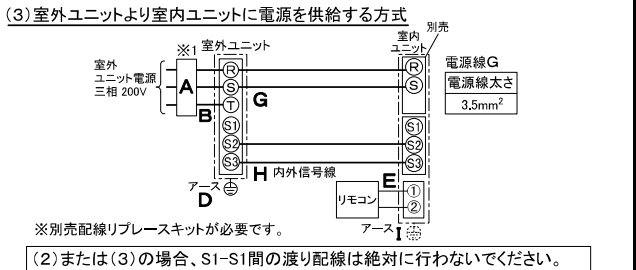 (3)室外ユニットより室内ユニットに電源を供給する方式
※1
室外ユニット
室内
ユニット
別売
室外
ユニット電源
三相 200V
A
B
R
S
T
S1
S2
S3
G
H 内外信号線
アース
D
R
S
S1
S2
S3
E
リモコン
①
②
アース I
電源線G
電源線太さ
3.5mm²
※別売配線リプレースキットが必要です。
(2)または(3)の場合、S1-S1間の渡り配線は絶対に行わないでください。